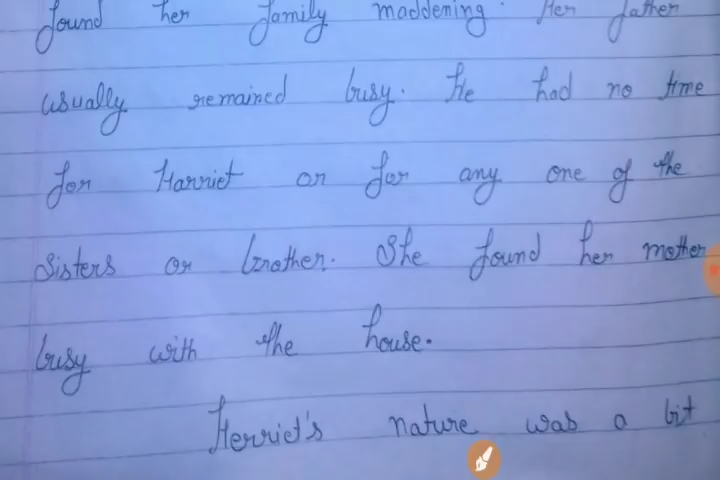 found her family maddening. Her father
usually remained busy. He had no time
for Harriet or for any one of the
Sisters or brother. She found her mother
busy with the house.
Herriet's nature was a bit